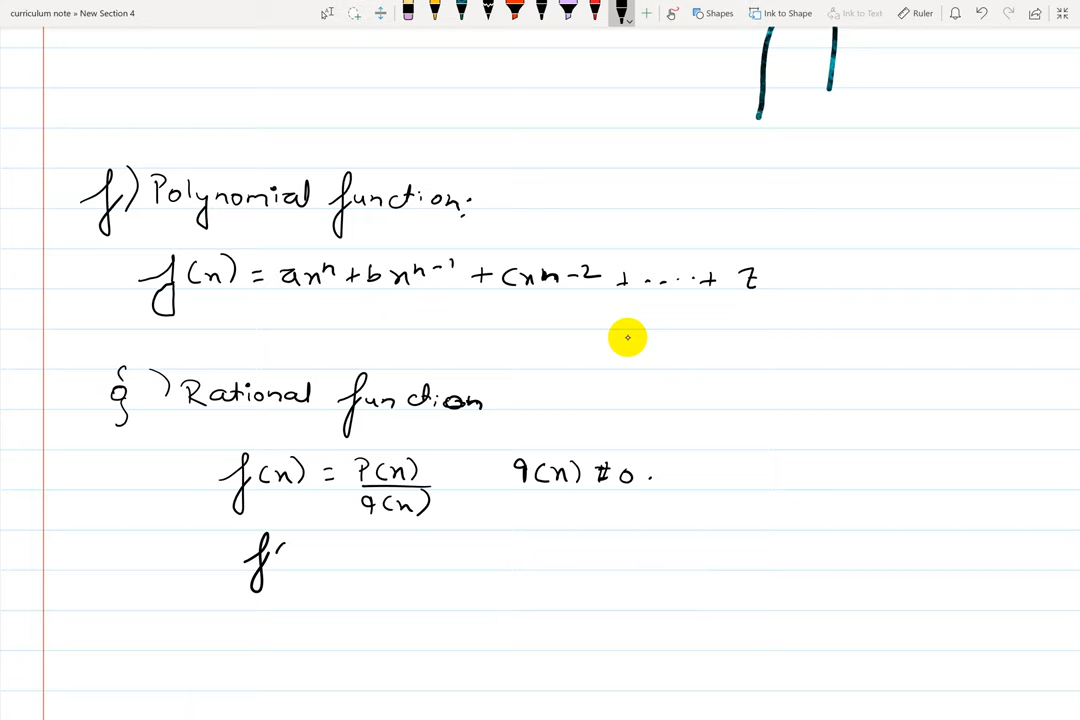 curriculum note » New Section 4
Shapes Ink to Shape Ink to Text Ruler
f) Polynomial function:
f(x) = axⁿ + bxⁿ⁻¹ + cxn-2 + ..... + z
g) Rational function
f(x) = P(x)/q(x) q(x) ≠ 0.
f(